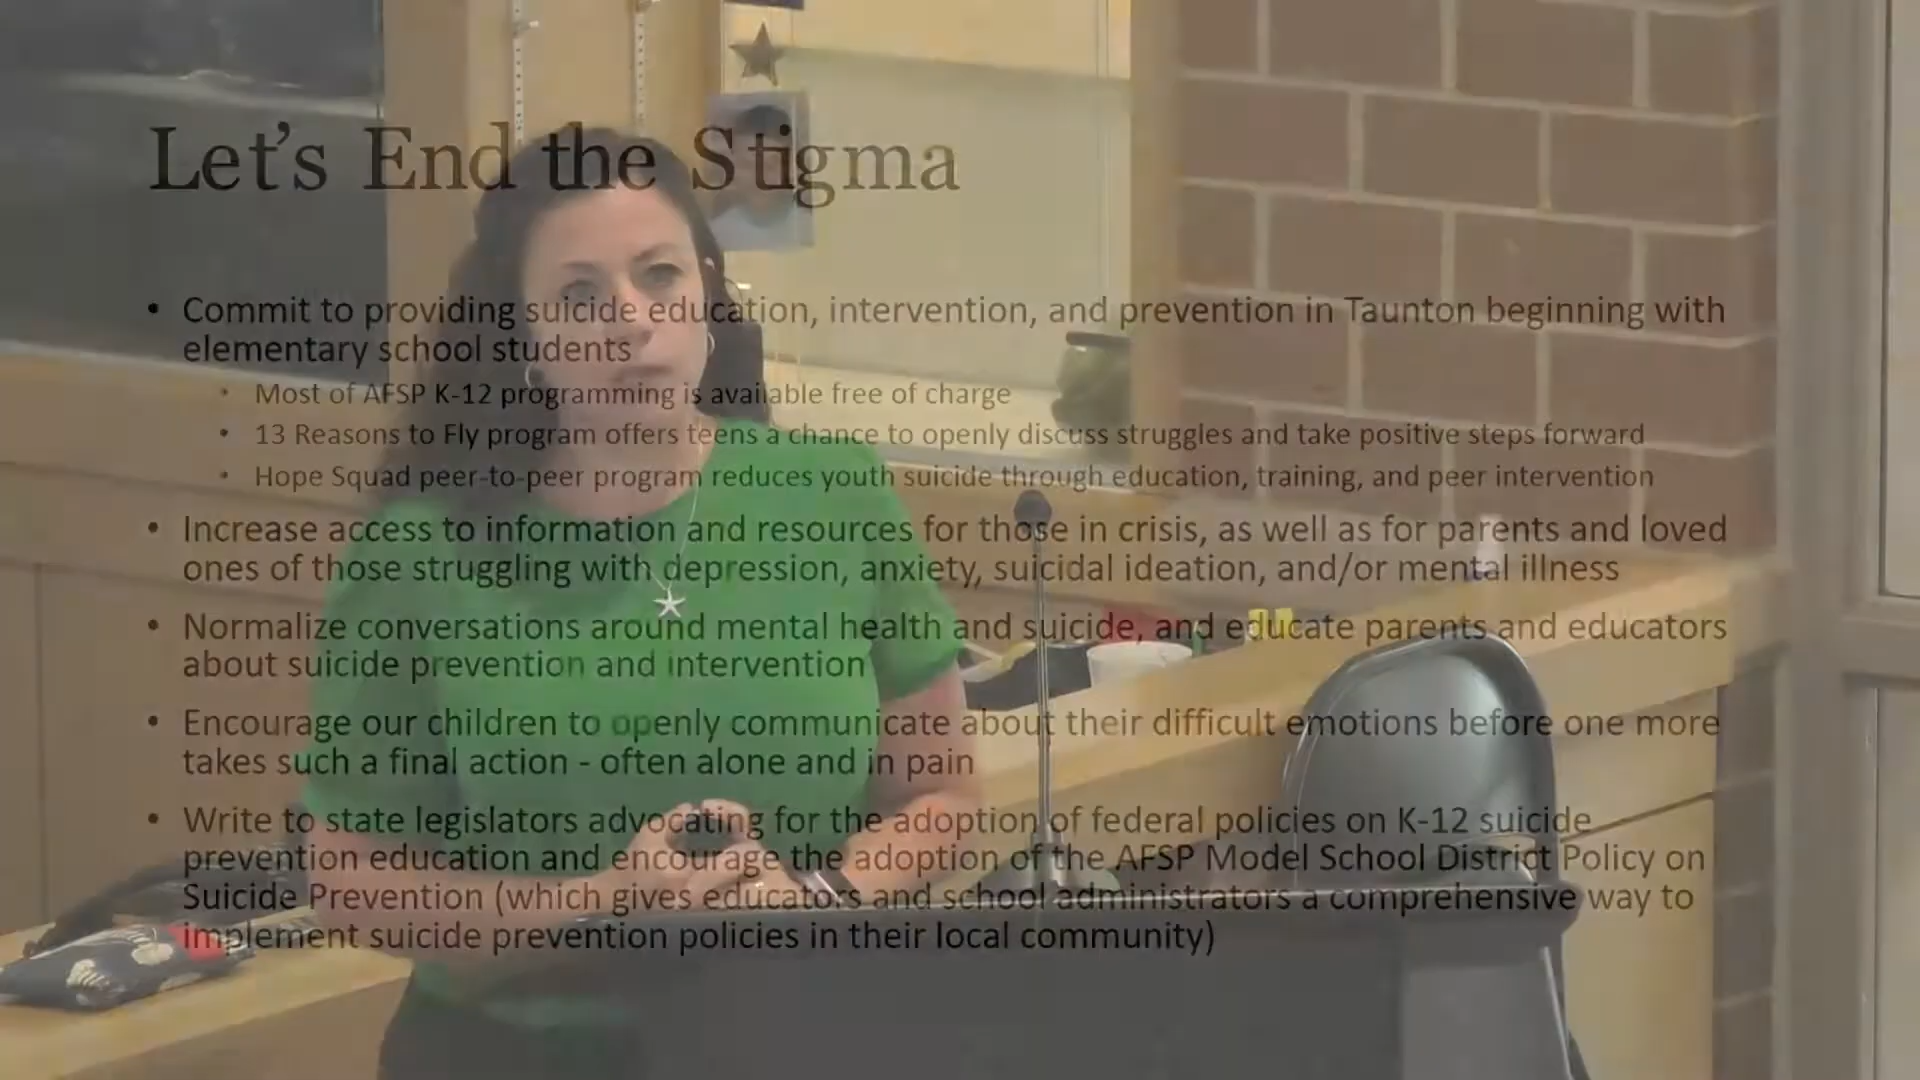 Let's End the Stigma
• Commit to providing suicide education, intervention, and prevention in Taunton beginning with
elementary school students
• Most of AFSP K-12 programming is available free of charge
• 13 Reasons to Fly program offers teens a chance to openly discuss struggles and take positive steps forward
• Hope Squad peer-to-peer program reduces youth suicide through education, training, and peer intervention
• Increase access to information and resources for those in crisis, as well as for parents and loved
ones of those struggling with depression, anxiety, suicidal ideation, and/or mental illness
• Normalize conversations around mental health and suicide, and educate parents and educators
about suicide prevention and intervention
• Encourage our children to openly communicate about their difficult emotions before one more
takes such a final action - often alone and in pain
• Write to state legislators advocating for the adoption of federal policies on K-12 suicide
prevention education and encourage the adoption of the AFSP Model School District Policy on
Suicide Prevention (which gives educators and school administrators a comprehensive way to
implement suicide prevention policies in their local community)